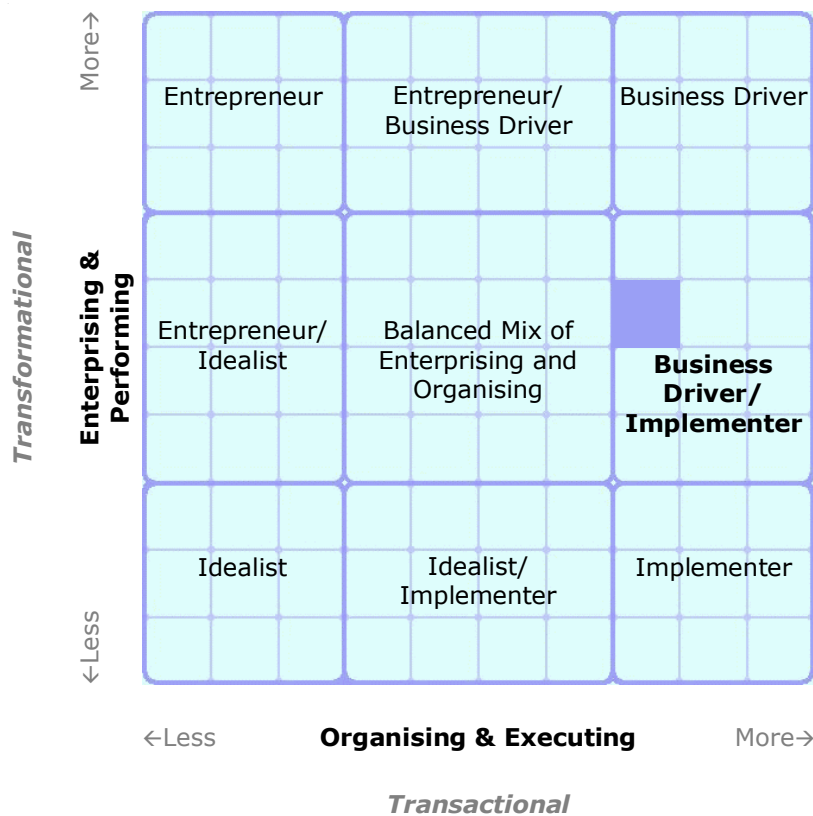 More→
Entrepreneur
Entrepreneur/
Business Driver
Business Driver
Transformational
Enterprising &
Performing
Entrepreneur/
Idealist
Balanced Mix of
Enterprising and
Organising
Business
Driver/
Implementer
Idealist
Idealist/
Implementer
Implementer
←Less
←Less
Organising & Executing
More→
Transactional